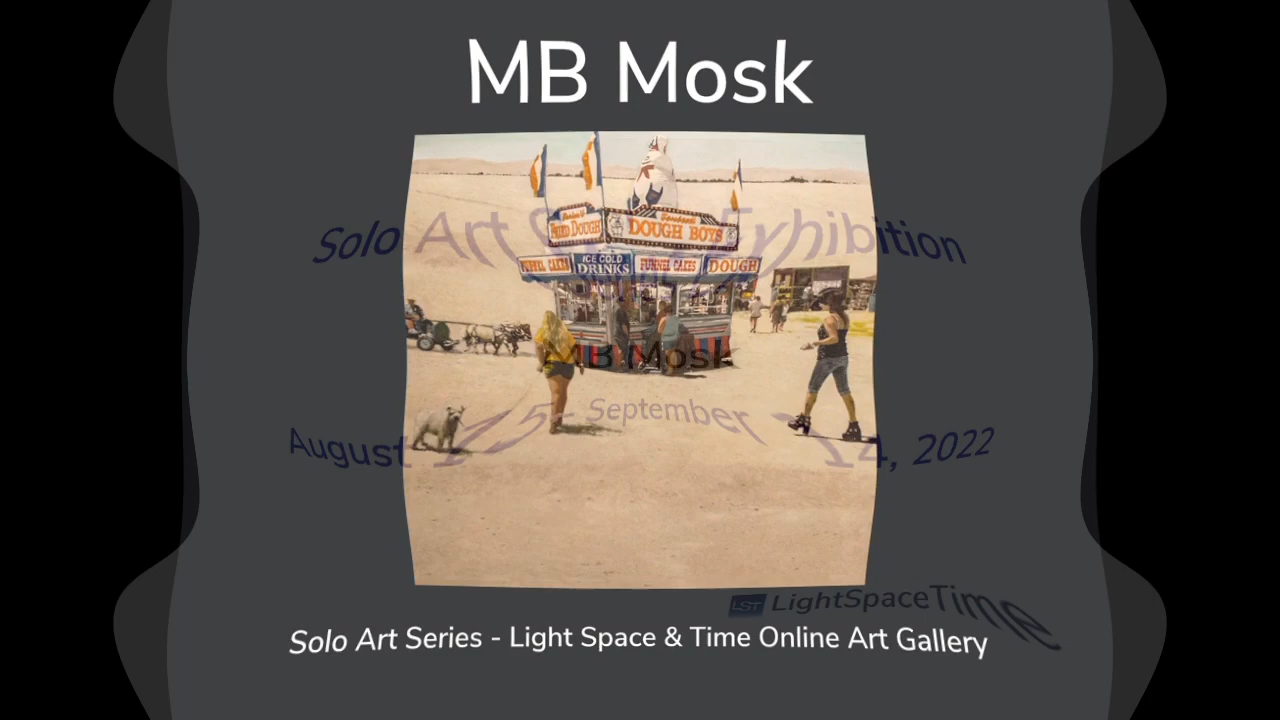 MB Mosk
Solo Art Exhibition
FRIED DOUGH
DOUGH BOYS
FUNNEL CAKES
ICE COLD
DRINKS
FUNNEL CAKES
DOUGH
MB Mosk
August 15- September 14, 2022
LST LightSpaceTime
Solo Art Series - Light Space & Time Online Art Gallery